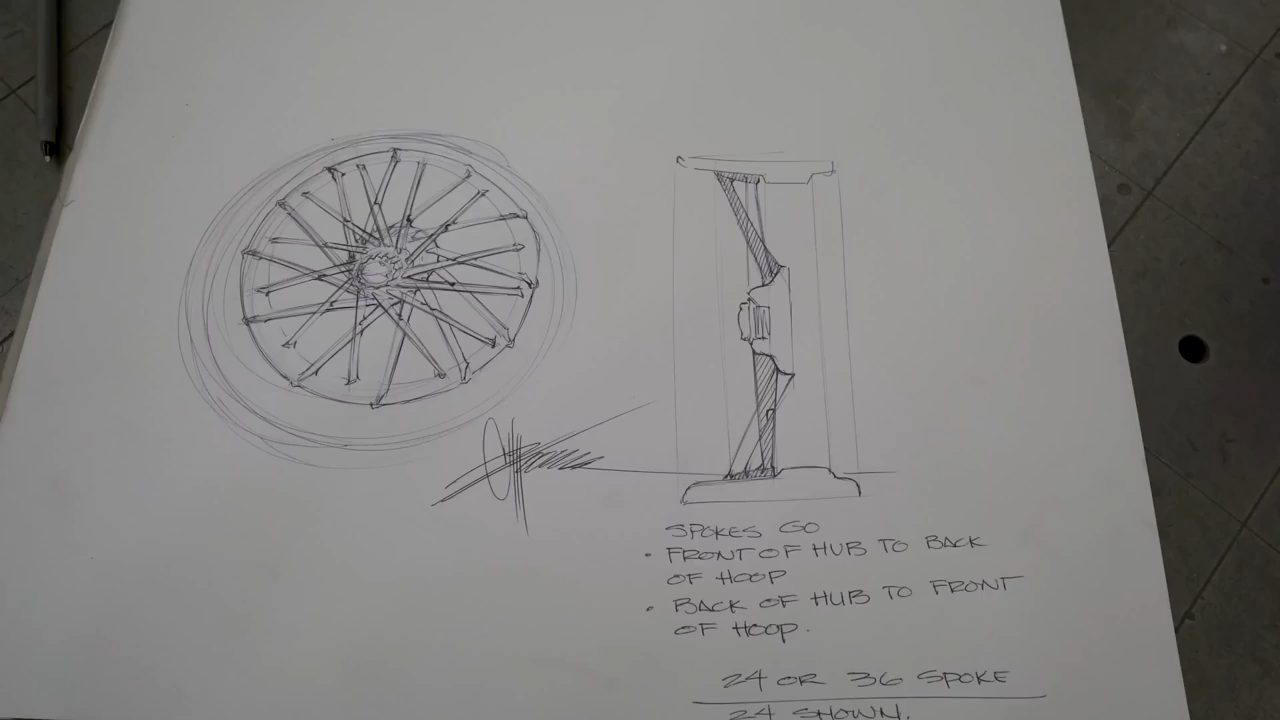 SPOKES GO
• FRONT OF HUB TO BACK
OF HOOP
• BACK OF HUB TO FRONT
OF HOOP.
24 OR 36 SPOKE
24 SHOWN.